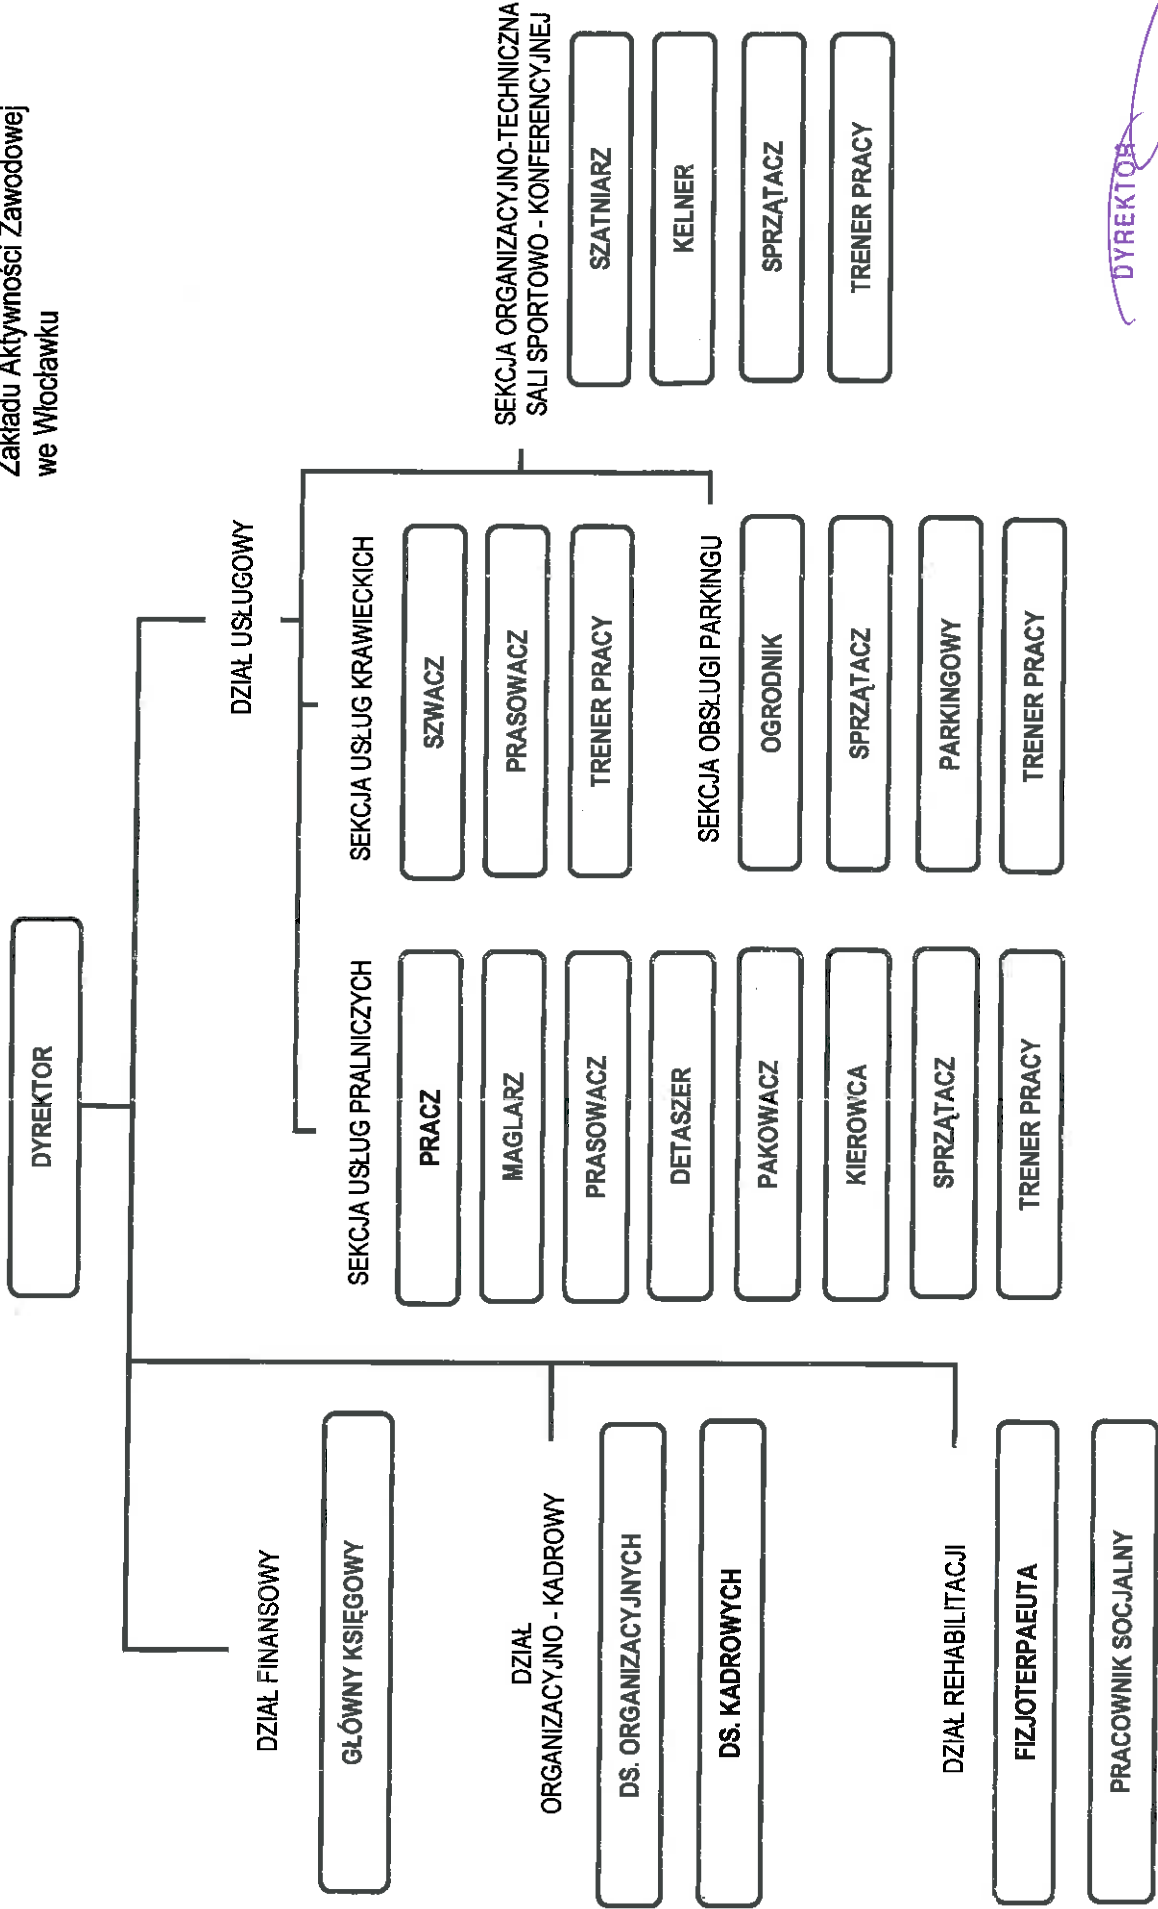 Zakładu Aktywności Zawodowej
we Włocławku
DYREKTOR
DZIAŁ FINANSOWY
GŁÓWNY KSIĘGOWY
DZIAŁ
ORGANIZACYJNO - KADROWY
DS. ORGANIZACYJNYCH
DS. KADROWYCH
DZIAŁ REHABILITACJI
FIZJOTERPAEUTA
PRACOWNIK SOCJALNY
DZIAŁ USŁUGOWY
SEKCJA USŁUG PRALNICZYCH
PRACZ
MAGLARZ
PRASOWACZ
DETASZER
PAKOWACZ
KIEROWCA
SPRZĄTACZ
TRENER PRACY
SEKCJA USŁUG KRAWIECKICH
SZWACZ
PRASOWACZ
TRENER PRACY
SEKCJA OBSŁUGI PARKINGU
OGRODNIK
SPRZĄTACZ
PARKINGOWY
TRENER PRACY
SEKCJA ORGANIZACYJNO-TECHNICZNA
SALI SPORTOWO - KONFERENCYJNEJ
SZATNIARZ
KELNER
SPRZĄTACZ
TRENER PRACY
DYREKTOR